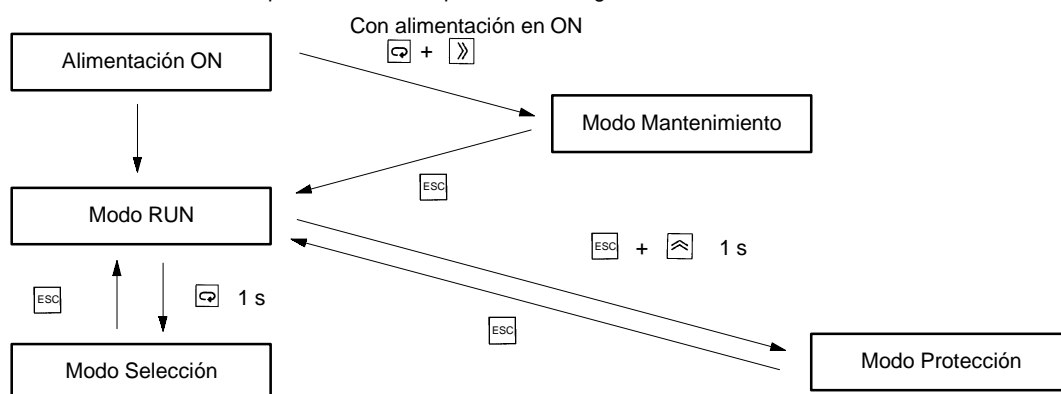 Con alimentación en ON
Alimentación ON
+
Modo Mantenimiento
ESC
Modo RUN
ESC + 1 s
ESC
1 s
ESC
Modo Selección
Modo Protección